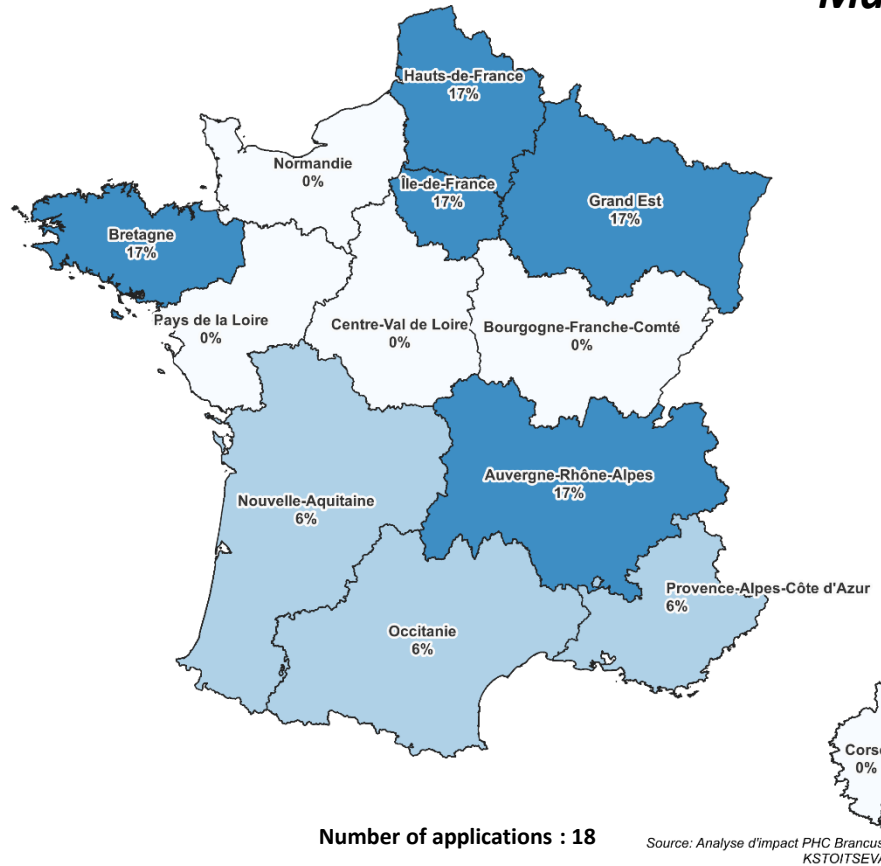 Hauts-de-France
17%
Normandie
0%
Île-de-France
17%
Grand Est
17%
Bretagne
17%
Pays de la Loire
0%
Centre-Val de Loire
0%
Bourgogne-Franche-Comté
0%
Auvergne-Rhône-Alpes
17%
Nouvelle-Aquitaine
6%
Provence-Alpes-Côte d'Azur
6%
Occitanie
6%
0%
Number of applications : 18
Source: Analyse d'impact PHC